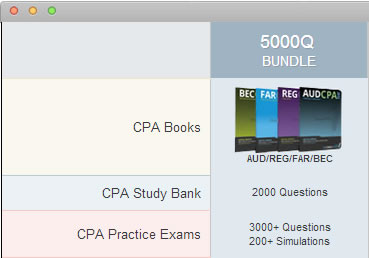 5000Q
BUNDLE
BEC FAR REG AUDCPA
CPA Books
AUD/REG/FAR/BEC
CPA Study Bank 2000 Questions
3000+ Questions
CPA Practice Exams
200+ Simulations